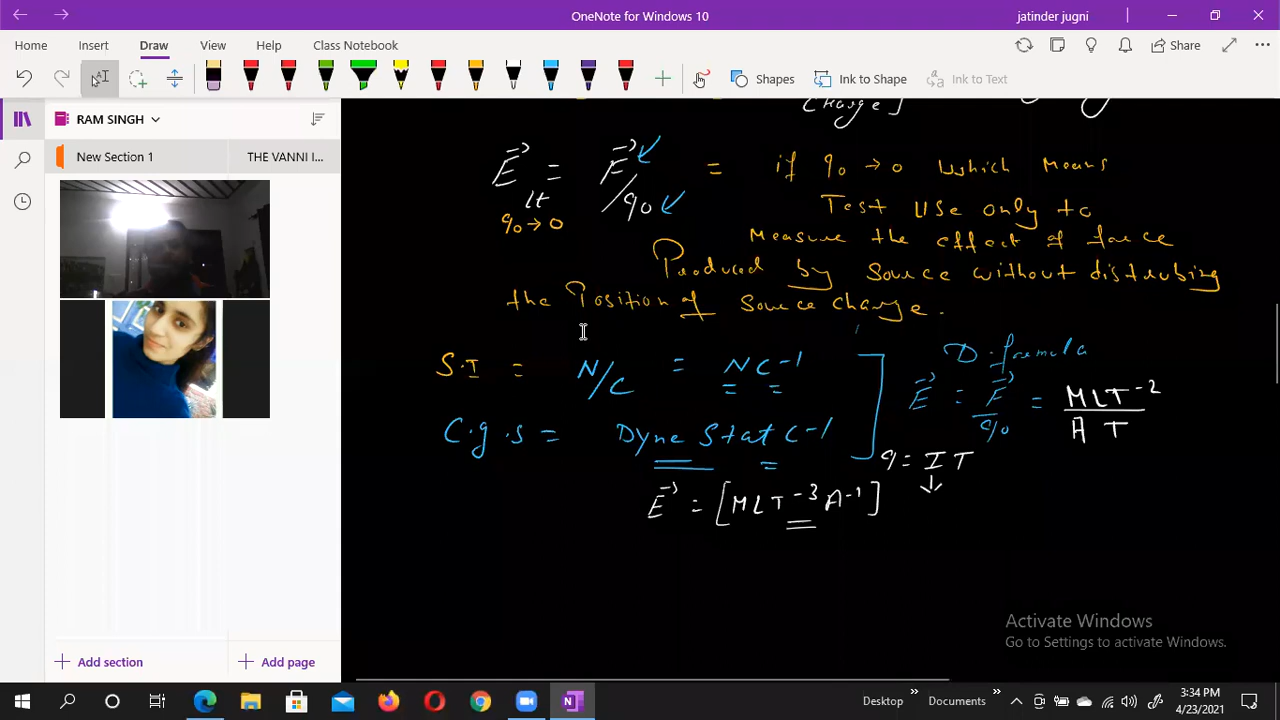 OneNote for Windows 10
jatinder jugni
Home Insert Draw View Help Class Notebook
Share
Shapes Ink to Shape Ink to Text
RAM SINGH
New Section 1 THE VANNI I...
Charge]
E⃗ = F⃗/q0 = if q0→0 which Means
lt
q0→0
Test Use only to
Measure the effect of force
Produced by Source without distrubing
the Position of Source charge.
S.I = N/C = NC-1
C.g.s = Dyne Stat C-1
D.formula
E⃗ = F⃗/q0 = MLT-2/A T
q = I T
E⃗ = [MLT-3A-1]
Activate Windows
Go to Settings to activate Windows.
Add section Add page
Desktop Documents
3:34 PM
4/23/2021